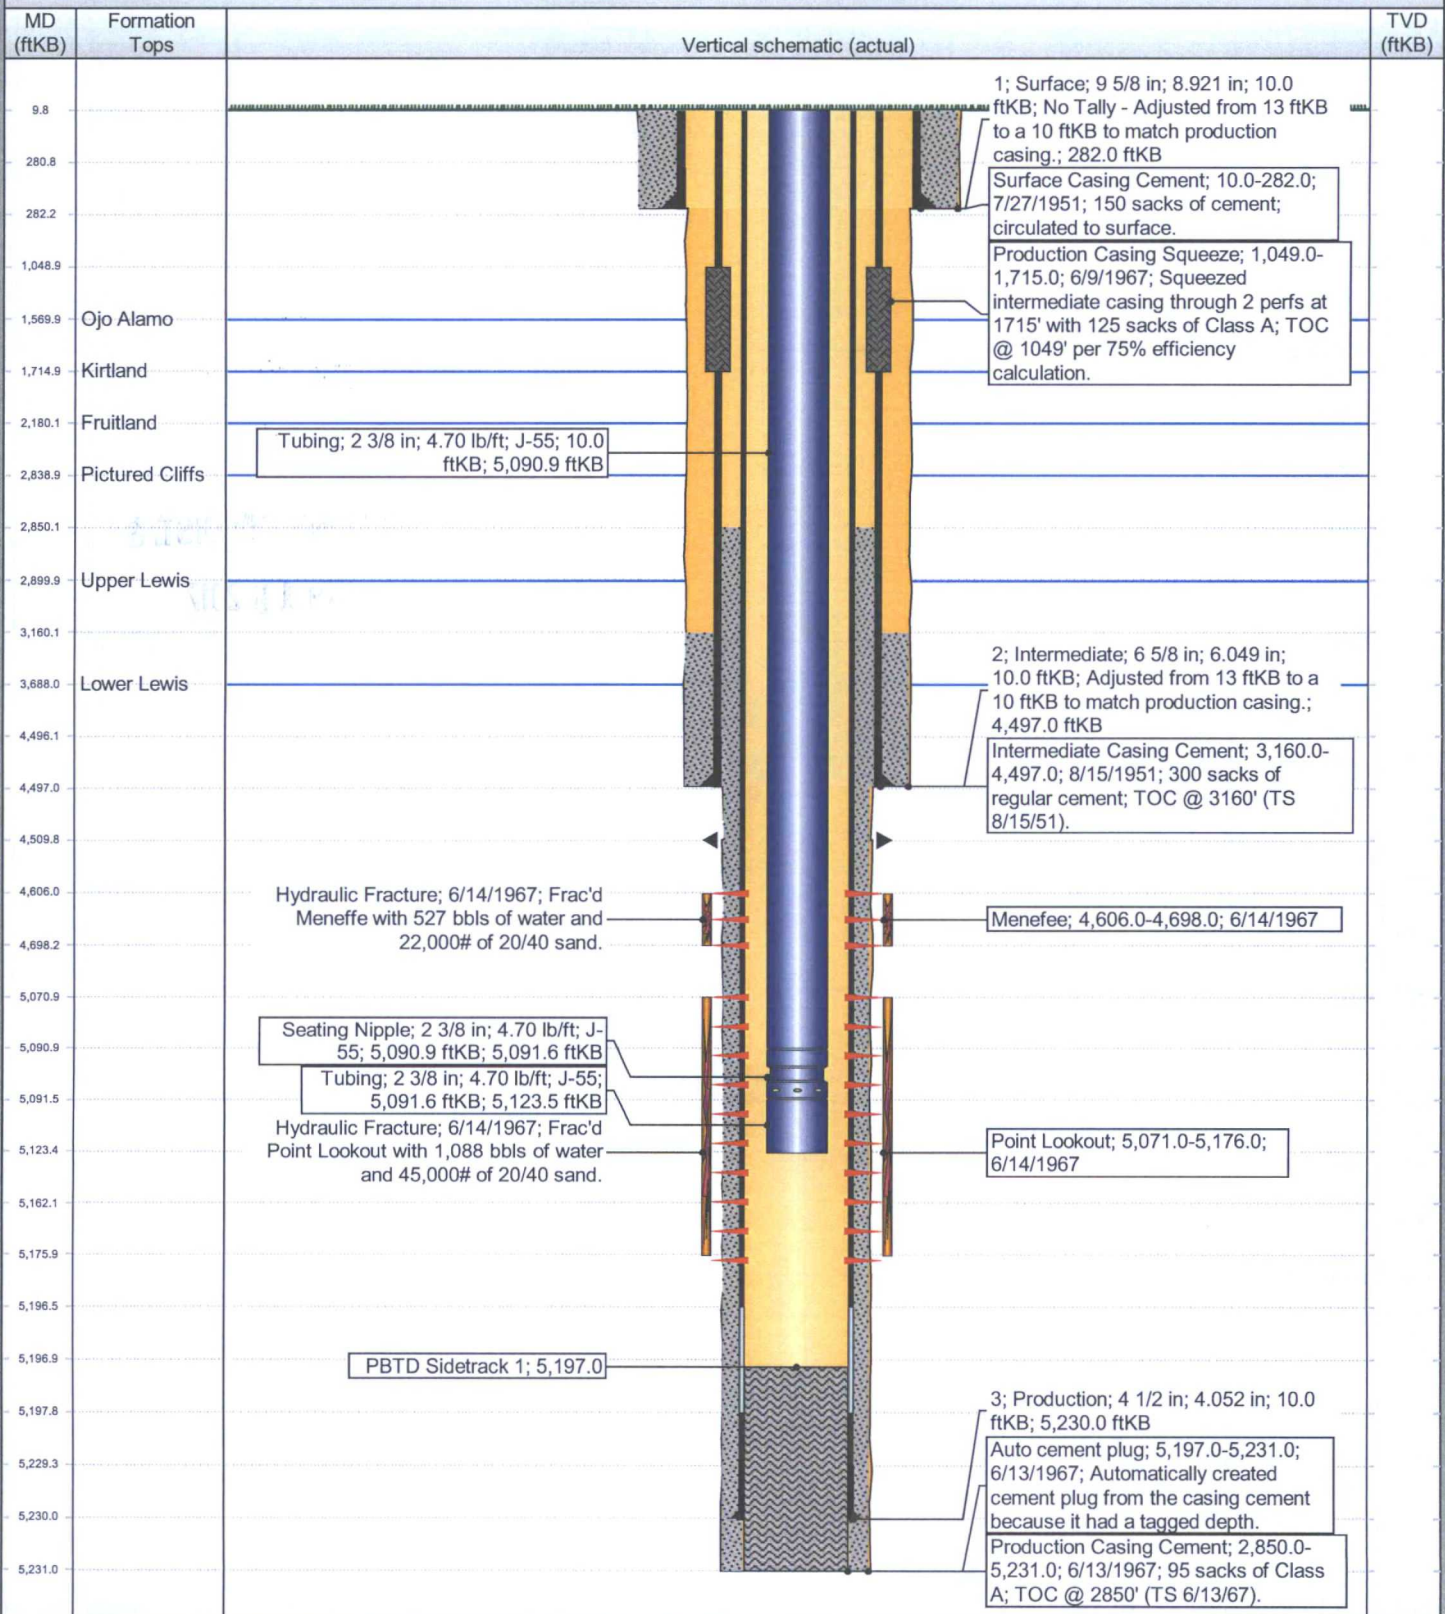 MD
(ftKB)
Formation
Tops
Vertical schematic (actual)
TVD
(ftKB)
9.8
280.8
282.2
1,048.9
1,569.9
Ojo Alamo
1,714.9
Kirtland
2,180.1
Fruitland
2,838.9
Pictured Cliffs
2,850.1
2,899.9
Upper Lewis
3,160.1
3,688.0
Lower Lewis
4,496.1
4,497.0
4,509.8
4,606.0
4,698.2
5,070.9
5,090.9
5,091.5
5,123.4
5,162.1
5,175.9
5,196.5
5,196.9
5,197.8
5,229.3
5,230.0
5,231.0
Tubing; 2 3/8 in; 4.70 lb/ft; J-55; 10.0
ftKB; 5,090.9 ftKB
Hydraulic Fracture; 6/14/1967; Frac'd
Meneffe with 527 bbls of water and
22,000# of 20/40 sand.
Seating Nipple; 2 3/8 in; 4.70 lb/ft; J-
55; 5,090.9 ftKB; 5,091.6 ftKB
Tubing; 2 3/8 in; 4.70 lb/ft; J-55;
5,091.6 ftKB; 5,123.5 ftKB
Hydraulic Fracture; 6/14/1967; Frac'd
Point Lookout with 1,088 bbls of water
and 45,000# of 20/40 sand.
PBTD Sidetrack 1; 5,197.0
1; Surface; 9 5/8 in; 8.921 in; 10.0
ftKB; No Tally - Adjusted from 13 ftKB
to a 10 ftKB to match production
casing.; 282.0 ftKB
Surface Casing Cement; 10.0-282.0;
7/27/1951; 150 sacks of cement;
circulated to surface.
Production Casing Squeeze; 1,049.0-
1,715.0; 6/9/1967; Squeezed
intermediate casing through 2 perfs at
1715' with 125 sacks of Class A; TOC
@ 1049' per 75% efficiency
calculation.
2; Intermediate; 6 5/8 in; 6.049 in;
10.0 ftKB; Adjusted from 13 ftKB to a
10 ftKB to match production casing.;
4,497.0 ftKB
Intermediate Casing Cement; 3,160.0-
4,497.0; 8/15/1951; 300 sacks of
regular cement; TOC @ 3160' (TS
8/15/51).
Menefee; 4,606.0-4,698.0; 6/14/1967
Point Lookout; 5,071.0-5,176.0;
6/14/1967
3; Production; 4 1/2 in; 4.052 in; 10.0
ftKB; 5,230.0 ftKB
Auto cement plug; 5,197.0-5,231.0;
6/13/1967; Automatically created
cement plug from the casing cement
because it had a tagged depth.
Production Casing Cement; 2,850.0-
5,231.0; 6/13/1967; 95 sacks of Class
A; TOC @ 2850' (TS 6/13/67).